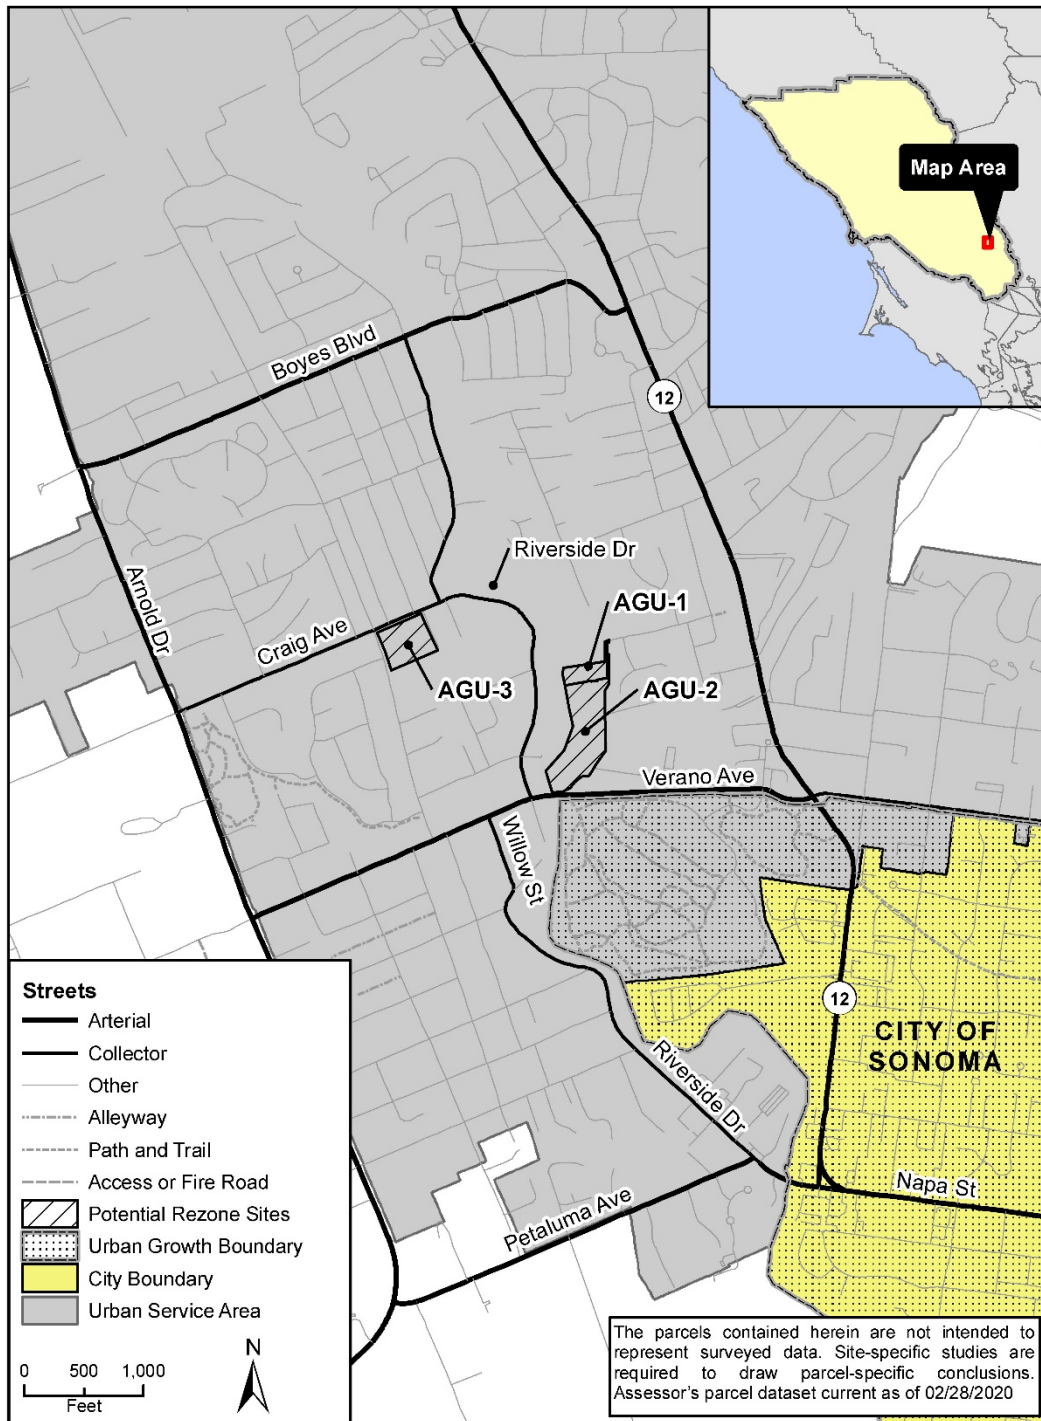 Map Area
Boyes Blvd
12
Riverside Dr
AGU-1
Arnold Dr
Craig Ave
AGU-3
AGU-2
Verano Ave
Willow St
12
CITY OF
SONOMA
Riverside Dr
Napa St
Petaluma Ave
Streets
Arterial
Collector
Other
Alleyway
Path and Trail
Access or Fire Road
Potential Rezone Sites
Urban Growth Boundary
City Boundary
Urban Service Area
N
0 500 1,000
Feet
The parcels contained herein are not intended to
represent surveyed data. Site-specific studies are
required to draw parcel-specific conclusions.
Assessor's parcel dataset current as of 02/28/2020